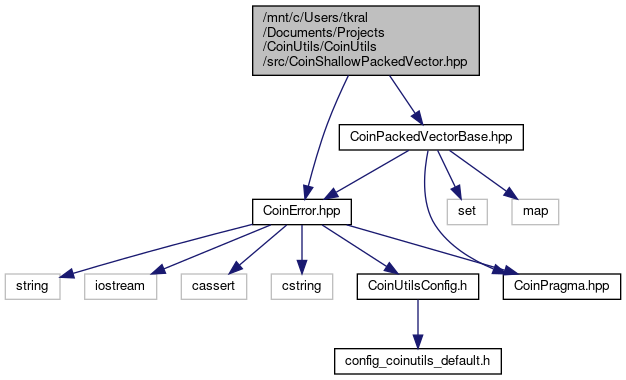 /mnt/c/Users/tkral
/Documents/Projects
/CoinUtils/CoinUtils
/src/CoinShallowPackedVector.hpp
CoinPackedVectorBase.hpp
CoinError.hpp
set
map
string
iostream
cassert
cstring
CoinUtilsConfig.h
CoinPragma.hpp
config_coinutils_default.h